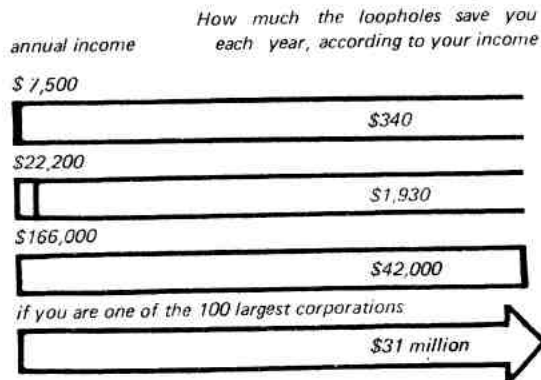 How much the loopholes save you
annual income each year, according to your income
$ 7,500
$340
$22,200
$1,930
$166,000
$42,000
if you are one of the 100 largest corporations
$31 million